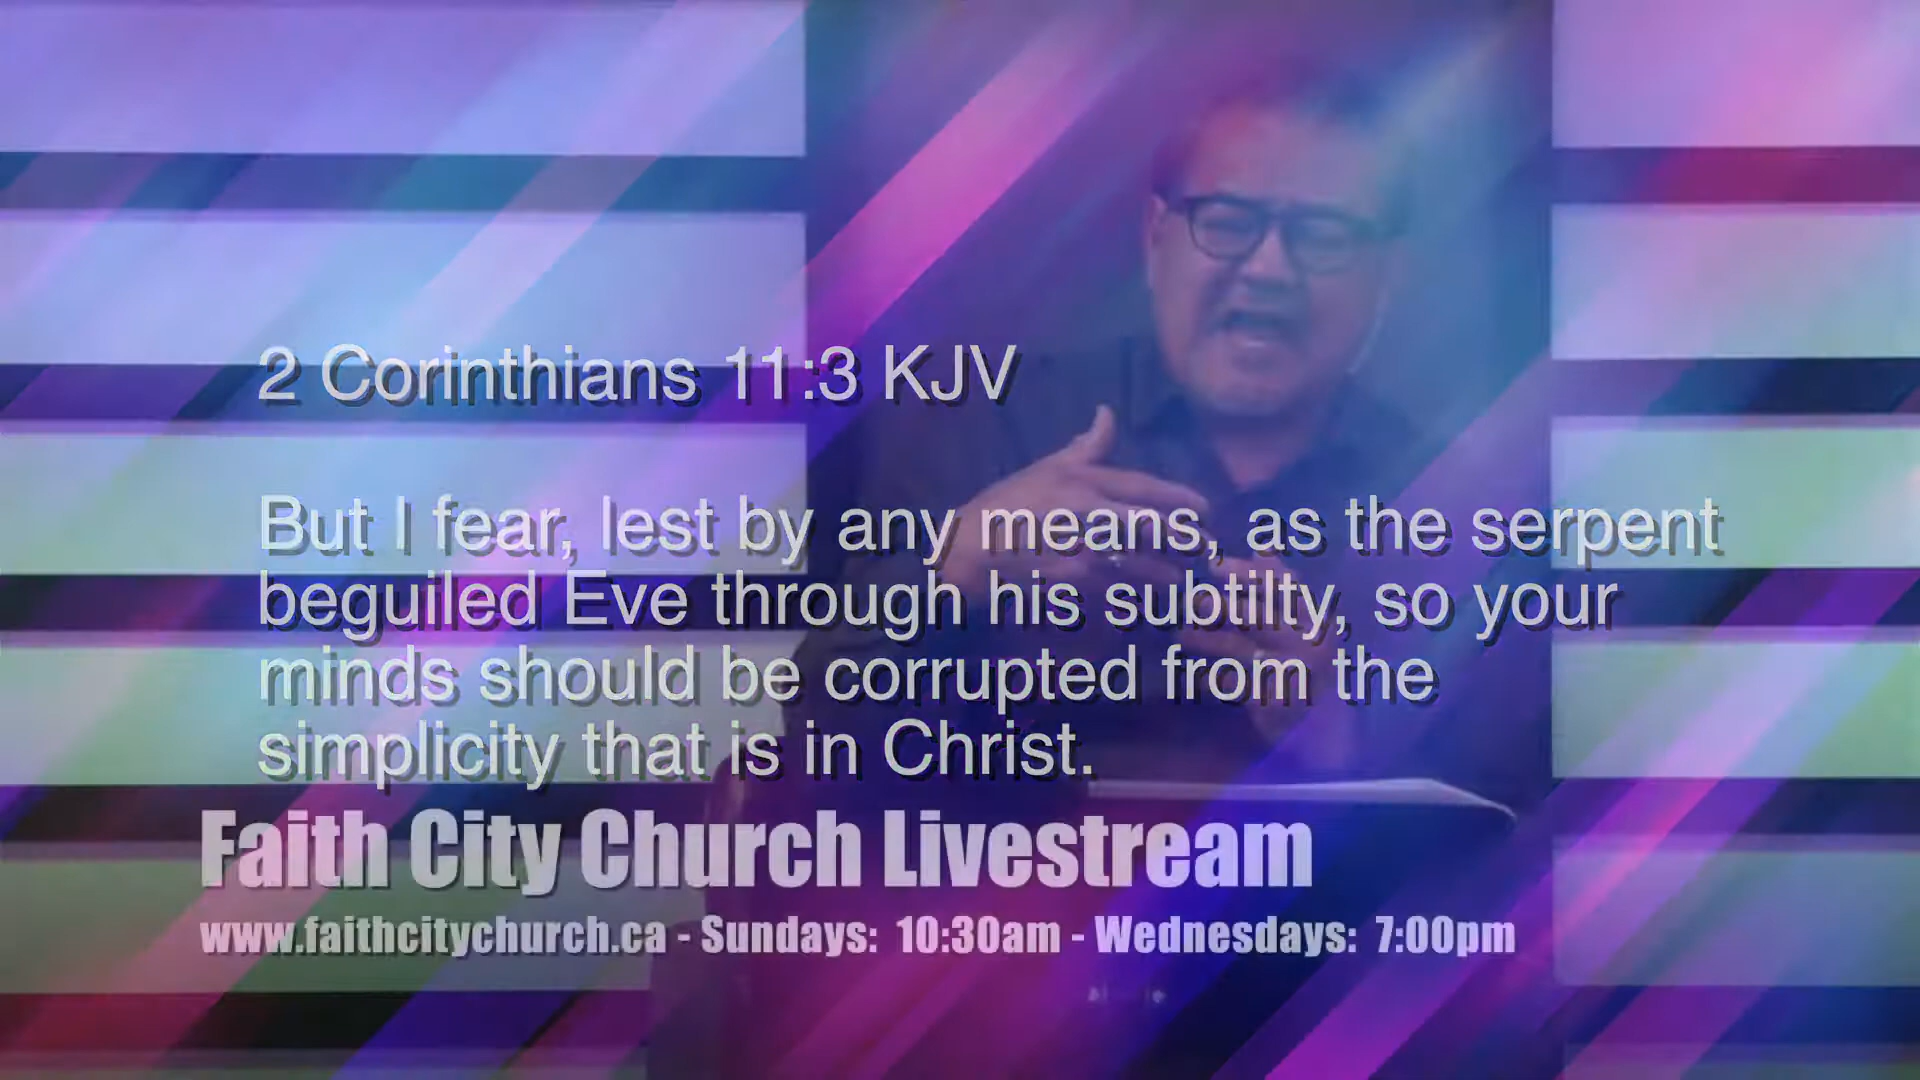 2 Corinthians 11:3 KJV
But I fear, lest by any means, as the serpent
beguiled Eve through his subtilty, so your
minds should be corrupted from the
simplicity that is in Christ.
Faith City Church Livestream
www.faithcitychurch.ca - Sundays: 10:30am - Wednesdays: 7:00pm